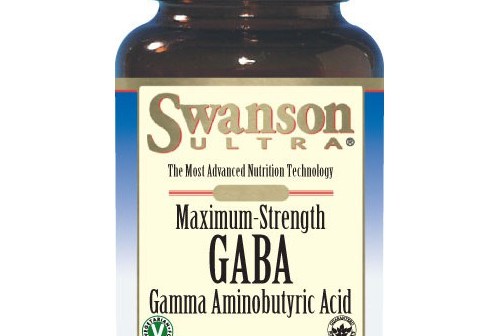 Swanson
ULTRA®
The Most Advanced Nutrition Technology
Maximum-Strength
GABA
Gamma Aminobutyric Acid